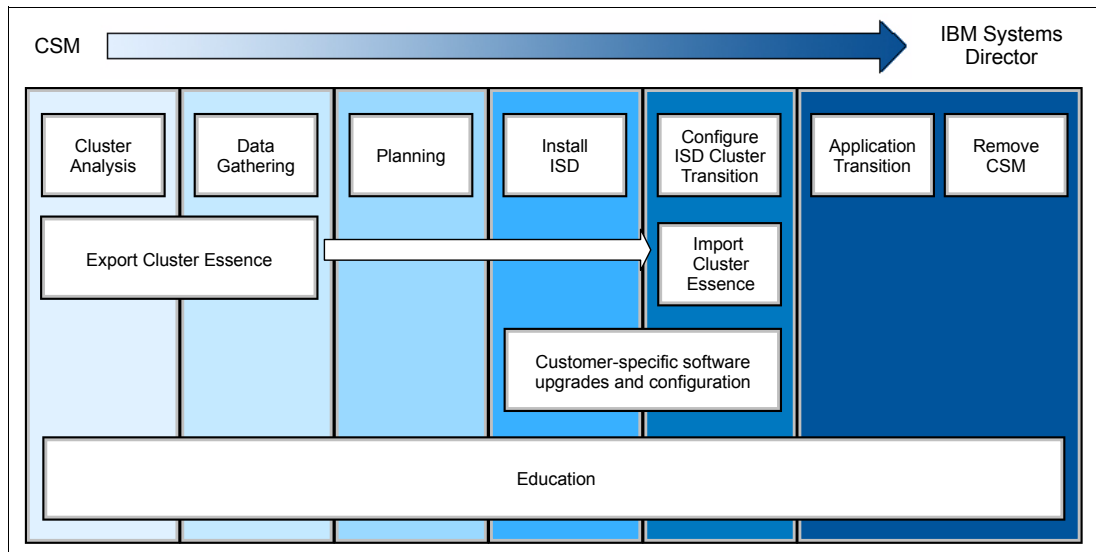 CSM
IBM Systems
Director
Cluster
Analysis
Data
Gathering
Planning
Install
ISD
Configure
ISD Cluster
Transition
Application
Transition
Remove
CSM
Export Cluster Essence
Import
Cluster
Essence
Customer-specific software
upgrades and configuration
Education